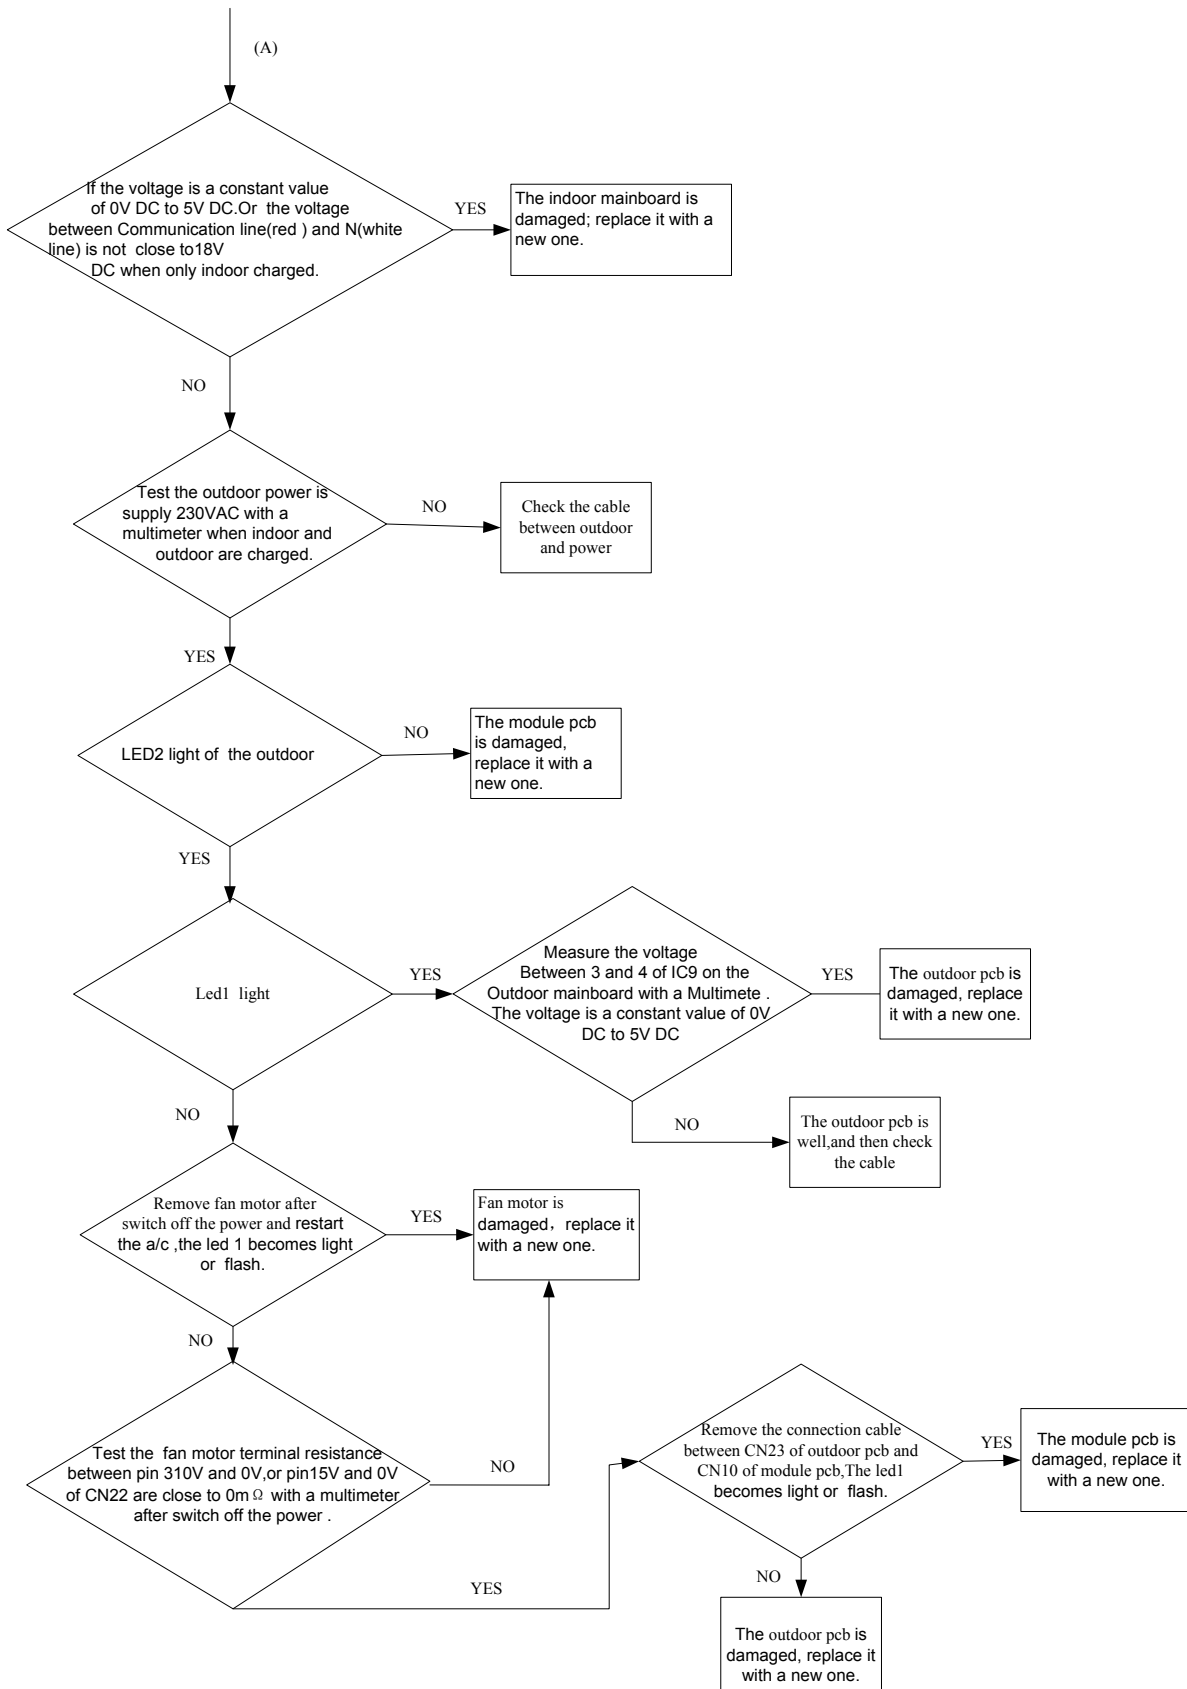 (A)
If the voltage is a constant value
of 0V DC to 5V DC.Or the voltage
between Communication line(red ) and N(white
line) is not close to18V
DC when only indoor charged.
YES
The indoor mainboard is
damaged; replace it with a
new one.
NO
Test the outdoor power is
supply 230VAC with a
multimeter when indoor and
outdoor are charged.
NO
Check the cable
between outdoor
and power
YES
LED2 light of the outdoor
NO
The module pcb
is damaged,
replace it with a
new one.
YES
Led1 light
YES
Measure the voltage
Between 3 and 4 of IC9 on the
Outdoor mainboard with a Multimete .
The voltage is a constant value of 0V
DC to 5V DC
YES
The outdoor pcb is
damaged, replace
it with a new one.
NO
The outdoor pcb is
well,and then check
the cable
NO
Remove fan motor after
switch off the power and restart
the a/c ,the led 1 becomes light
or flash.
YES
Fan motor is
damaged，replace it
with a new one.
NO
Test the fan motor terminal resistance
between pin 310V and 0V,or pin15V and 0V
of CN22 are close to 0mΩ with a multimeter
after switch off the power .
NO
YES
Remove the connection cable
between CN23 of outdoor pcb and
CN10 of module pcb,The led1
becomes light or flash.
YES
The module pcb is
damaged, replace it
with a new one.
NO
The outdoor pcb is
damaged, replace it
with a new one.